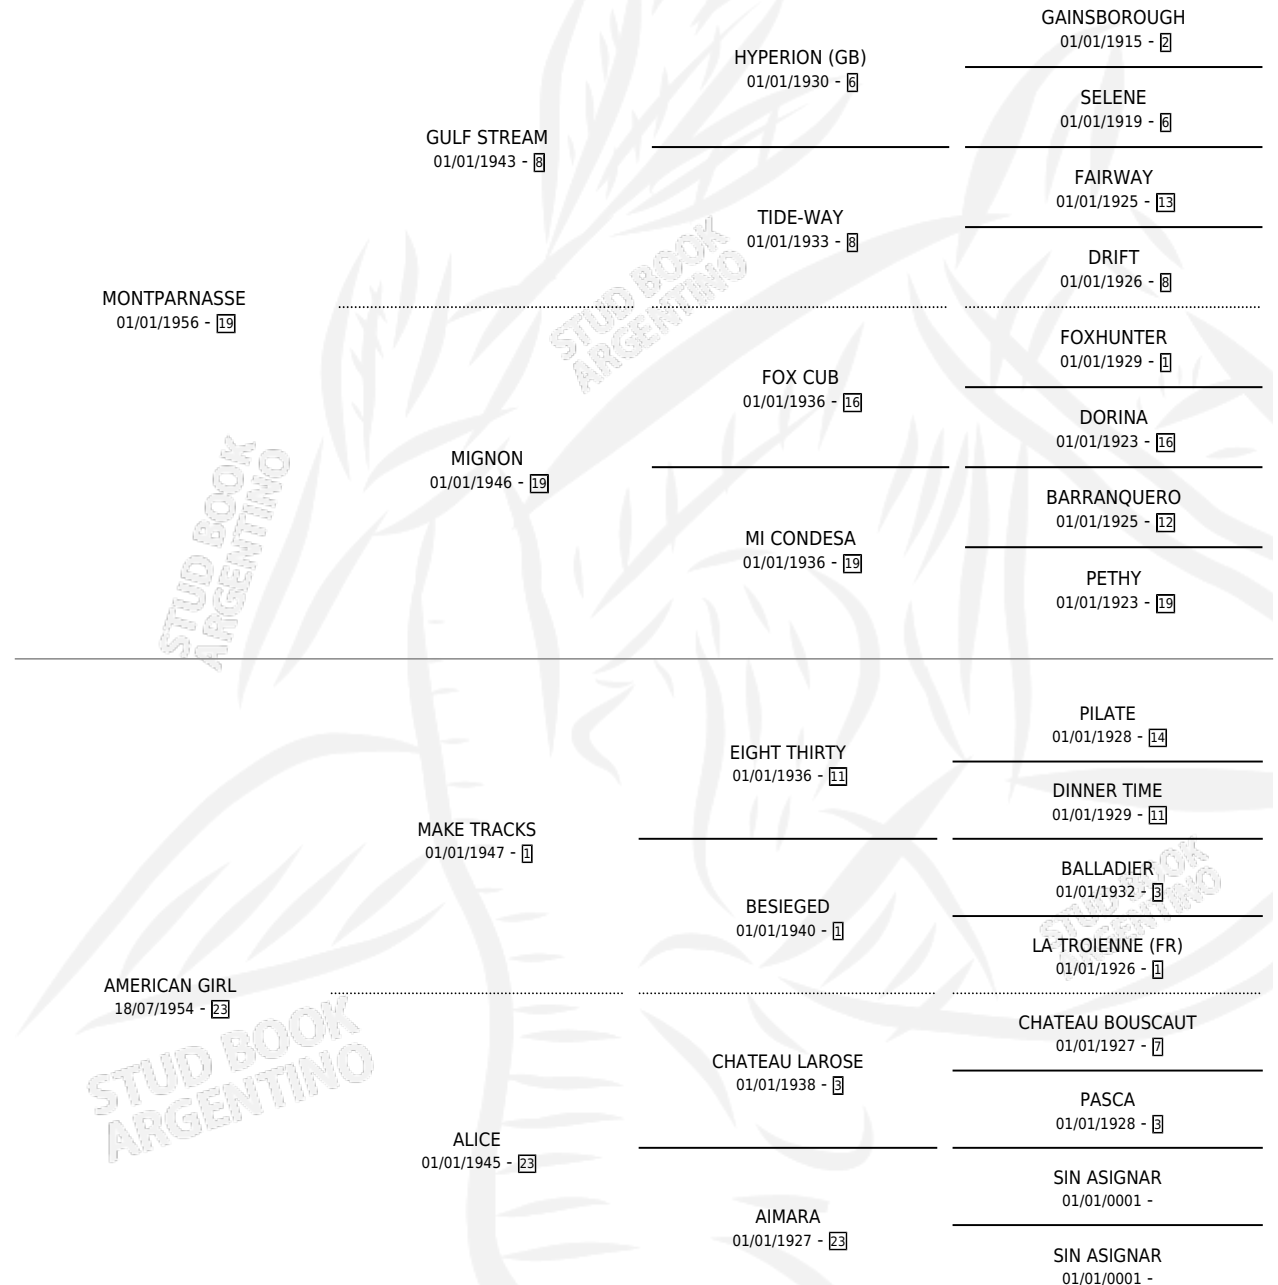 GAINSBOROUGH
01/01/1915 - 2
HYPERION (GB)
01/01/1930 - 6
SELENE
01/01/1919 - 6
GULF STREAM
01/01/1943 - 8
FAIRWAY
01/01/1925 - 13
TIDE-WAY
01/01/1933 - 8
DRIFT
01/01/1926 - 8
MONTPARNASSE
01/01/1956 - 19
FOXHUNTER
01/01/1929 - 1
FOX CUB
01/01/1936 - 16
DORINA
01/01/1923 - 16
MIGNON
01/01/1946 - 19
BARRANQUERO
01/01/1925 - 12
MI CONDESA
01/01/1936 - 19
PETHY
01/01/1923 - 19
PILATE
01/01/1928 - 14
EIGHT THIRTY
01/01/1936 - 11
DINNER TIME
01/01/1929 - 11
MAKE TRACKS
01/01/1947 - 1
BALLADIER
01/01/1932 - 3
BESIEGED
01/01/1940 - 1
LA TROIENNE (FR)
01/01/1926 - 1
AMERICAN GIRL
18/07/1954 - 23
CHATEAU BOUSCAUT
01/01/1927 - 7
CHATEAU LAROSE
01/01/1938 - 3
PASCA
01/01/1928 - 3
ALICE
01/01/1945 - 23
SIN ASIGNAR
01/01/0001 -
AIMARA
01/01/1927 - 23
SIN ASIGNAR
01/01/0001 -
STUD BOOK
ARGENTINO
STUD BOOK
ARGENTINO
STUD BOOK
ARGENTINO
STUD BOOK
ARGENTINO